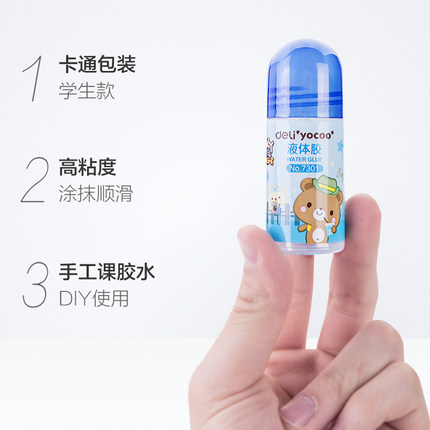 1
卡通包装
学生款
2
高粘度
涂抹顺滑
3
手工课胶水
DIY使用
deli yocoo
液体胶
WATER GLUE
No.7301